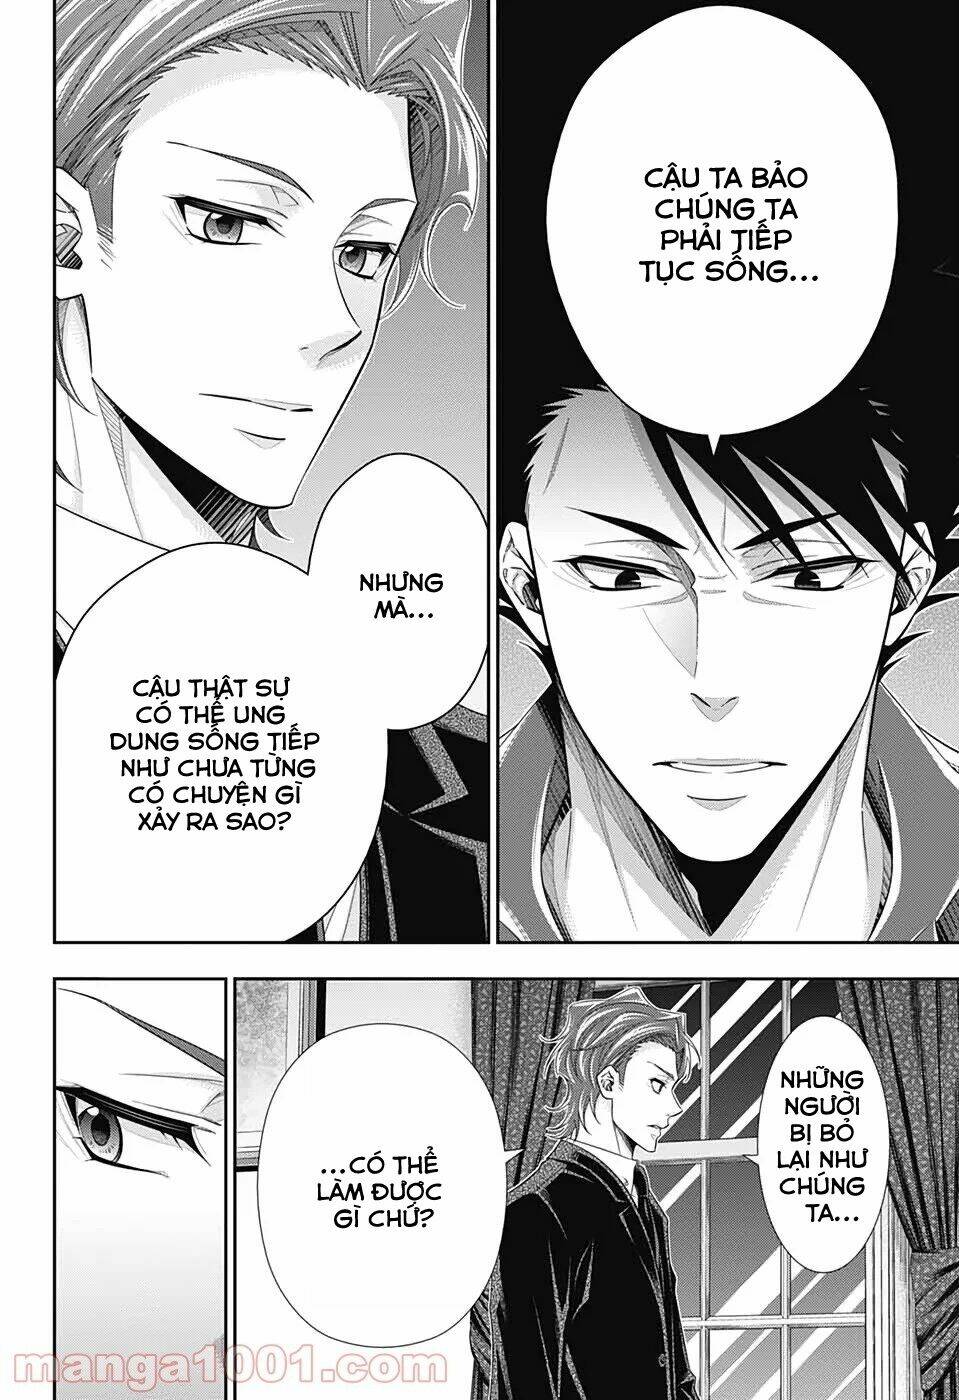 CẬU TA BẢO
CHÚNG TA
PHẢI TIẾP
TỤC SỐNG...
NHƯNG
MÀ...
CẬU THẬT SỰ
CÓ THỂ UNG
DUNG SỐNG TIẾP
NHƯ CHƯA TỪNG
CÓ CHUYỆN GÌ
XẢY RA SAO?
NHỮNG
NGƯỜI
BỊ BỎ
LẠI NHƯ
CHÚNG
TA...
...CÓ THỂ
LÀM ĐƯỢC
GÌ CHỨ?
manga1001.com